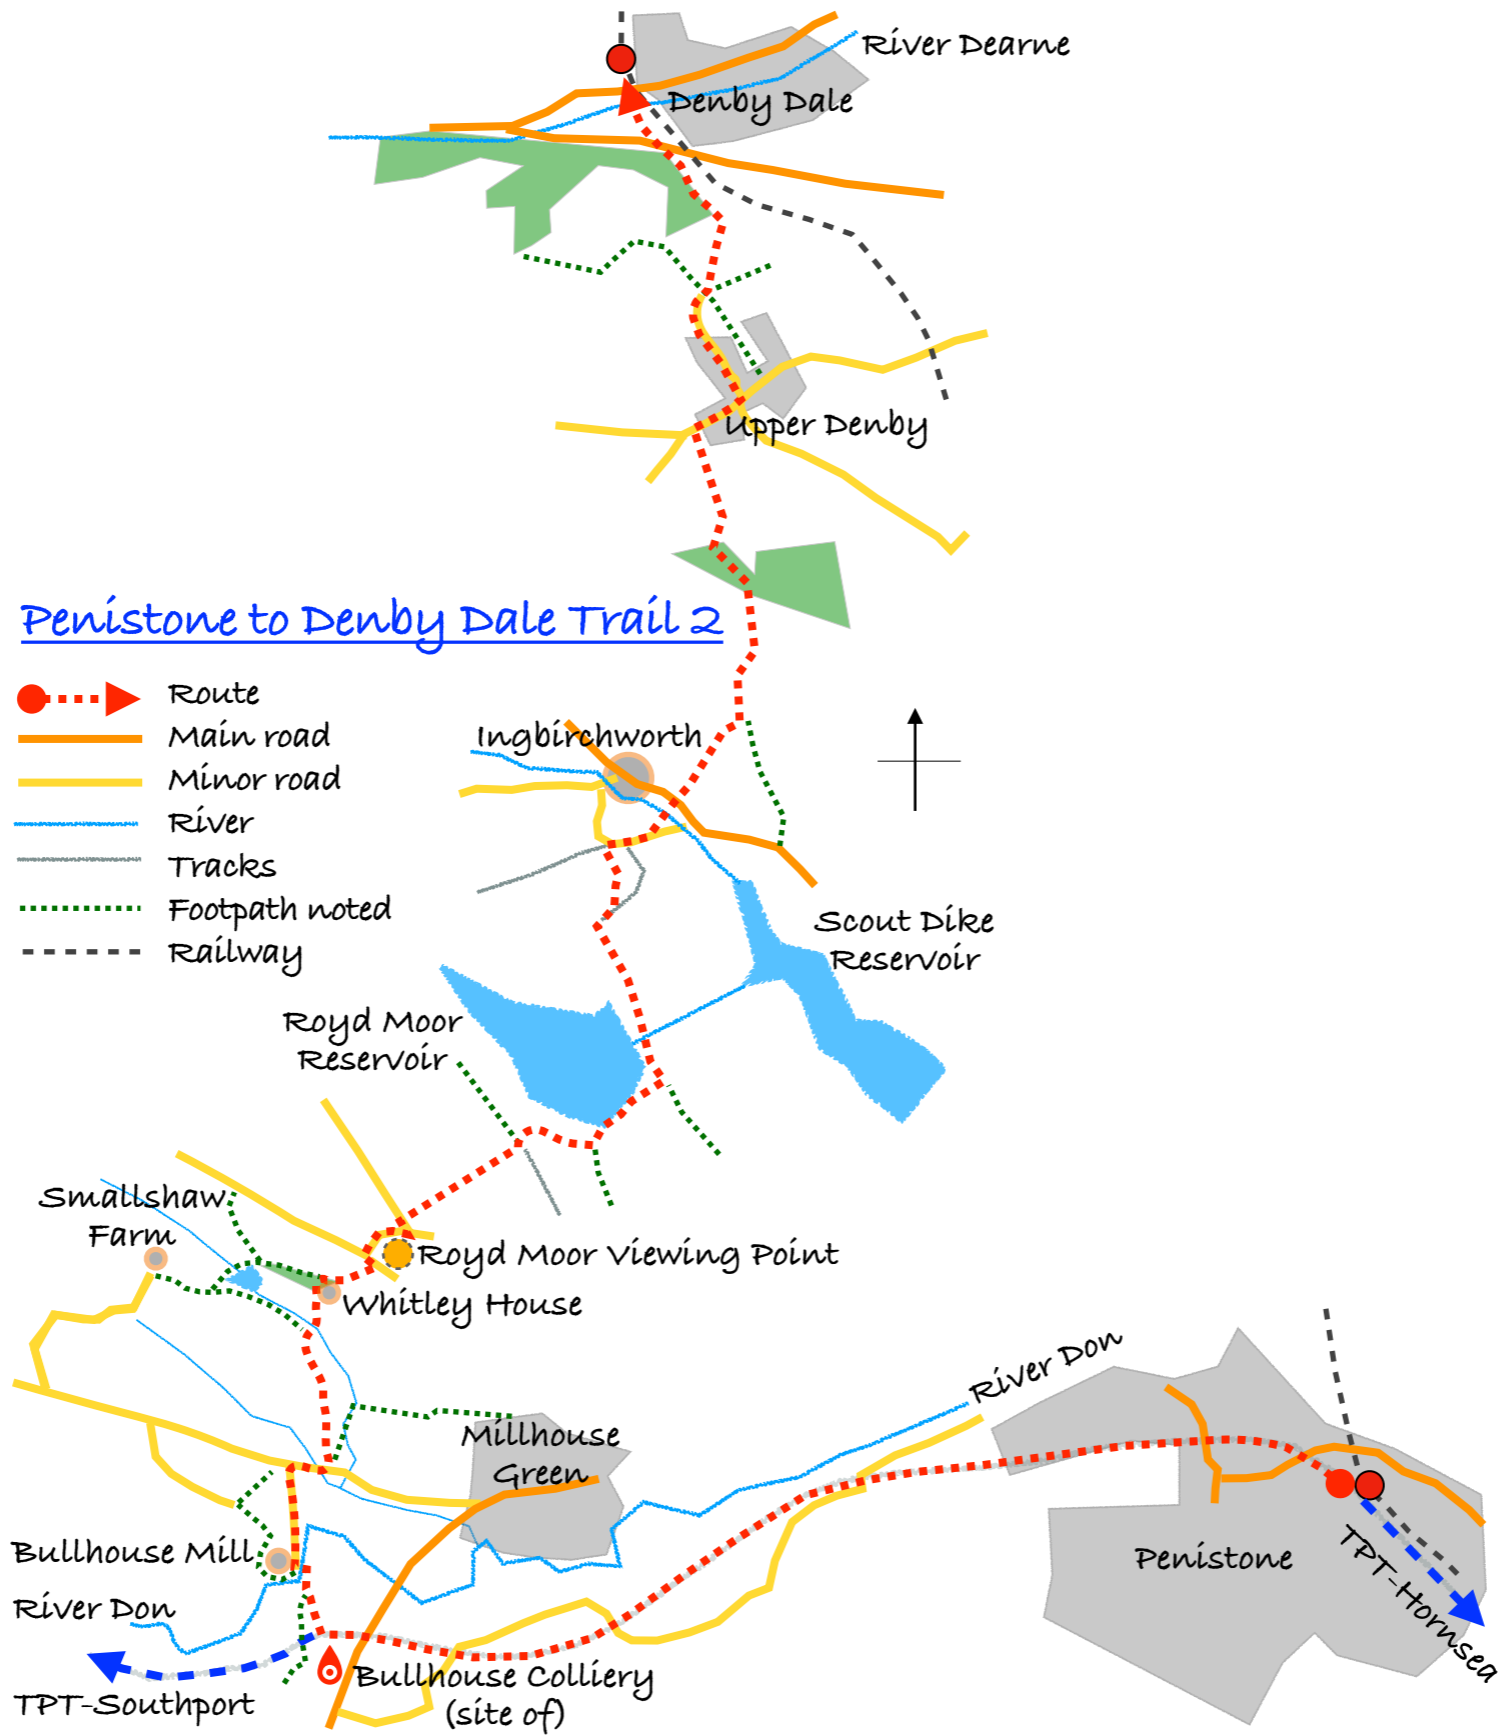 River Dearne
Denby Dale
Upper Denby
Penistone to Denby Dale Trail 2
Route
Main road
Minor road
River
Tracks
Footpath noted
Railway
Ingbirchworth
Scout Dike
Reservoir
Royd Moor
Reservoir
Smallshaw
Farm
Royd Moor Viewing Point
Whitley House
River Don
Millhouse
Green
Bullhouse Mill
River Don
Penistone
TPT-Hornsea
Bullhouse Colliery
(site of)
TPT-Southport